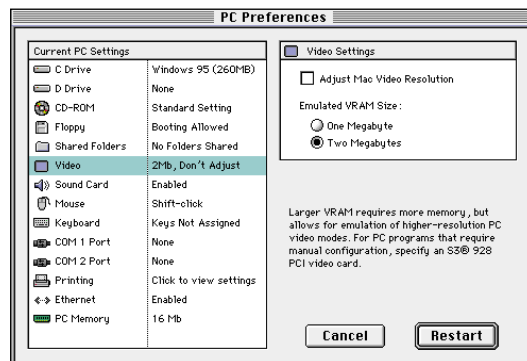 PC Preferences
Current PC Settings
C Drive Windows 95 (260MB)
D Drive None
CD-ROM Standard Setting
Floppy Booting Allowed
Shared Folders No Folders Shared
Video 2Mb, Don't Adjust
Sound Card Enabled
Mouse Shift-click
Keyboard Keys Not Assigned
COM 1 Port None
COM 2 Port None
Printing Click to view settings
Ethernet Enabled
PC Memory 16 Mb
Video Settings
Adjust Mac Video Resolution
Emulated VRAM Size:
One Megabyte
Two Megabytes
Larger VRAM requires more memory, but
allows for emulation of higher-resolution PC
video modes. For PC programs that require
manual configuration, specify an S3® 928
PCI video card.
Cancel Restart